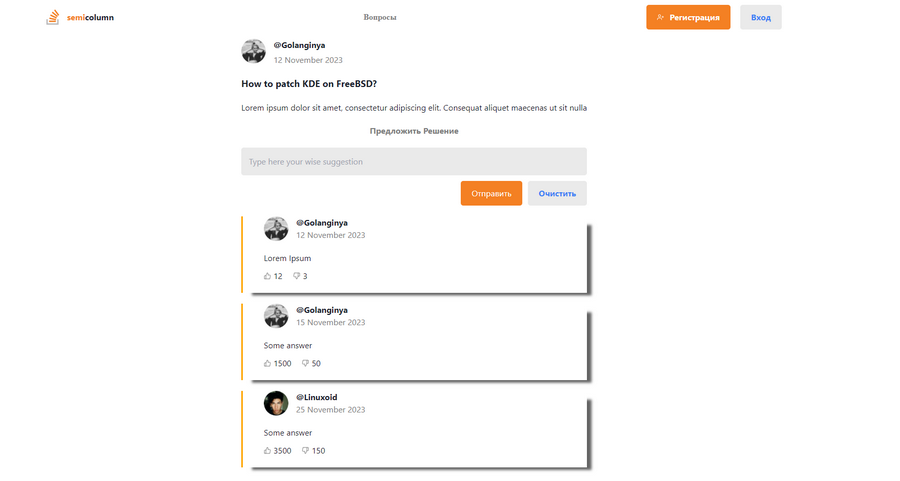 semicolumn
Вопросы
Регистрация
Вход
@Golanginya
12 November 2023
How to patch KDE on FreeBSD?
Lorem ipsum dolor sit amet, consectetur adipiscing elit. Consequat aliquet maecenas ut sit nulla
Предложить Решение
Type here your wise suggestion
Отправить
Очистить
@Golanginya
12 November 2023
Lorem Ipsum
12 3
@Golanginya
15 November 2023
Some answer
1500 50
@Linuxoid
25 November 2023
Some answer
3500 150